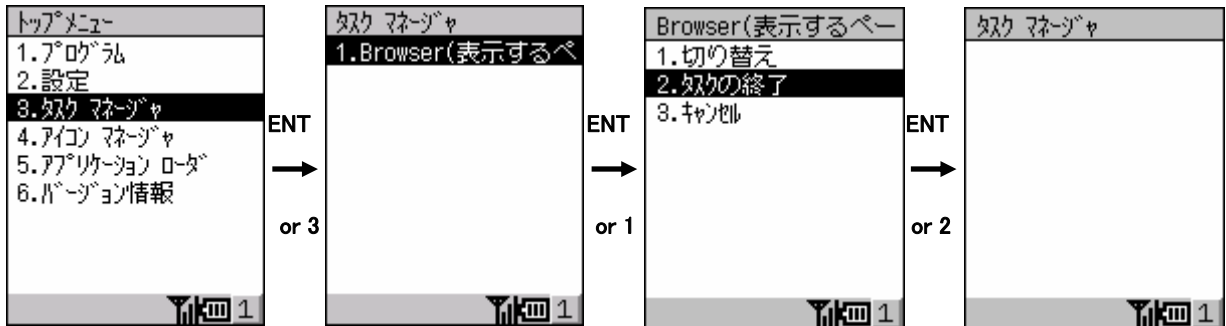 ﾄｯﾌﾟﾒﾆｭｰ
1.ﾌﾟﾛｸﾞﾗﾑ
2.設定
3.ﾀｽｸ ﾏﾈｰｼﾞｬ
4.ｱｲｺﾝ ﾏﾈｰｼﾞｬ
5.ｱﾌﾟﾘｹｰｼｮﾝ ﾛｰﾀﾞ
6.ﾊﾞｰｼﾞｮﾝ情報
1
ENT
or 3
ﾀｽｸ ﾏﾈｰｼﾞｬ
1.Browser(表示するペ
1
ENT
or 1
Browser(表示するペー
1.切り替え
2.ﾀｽｸの終了
3.ｷｬﾝｾﾙ
1
ENT
or 2
ﾀｽｸ ﾏﾈｰｼﾞｬ
1